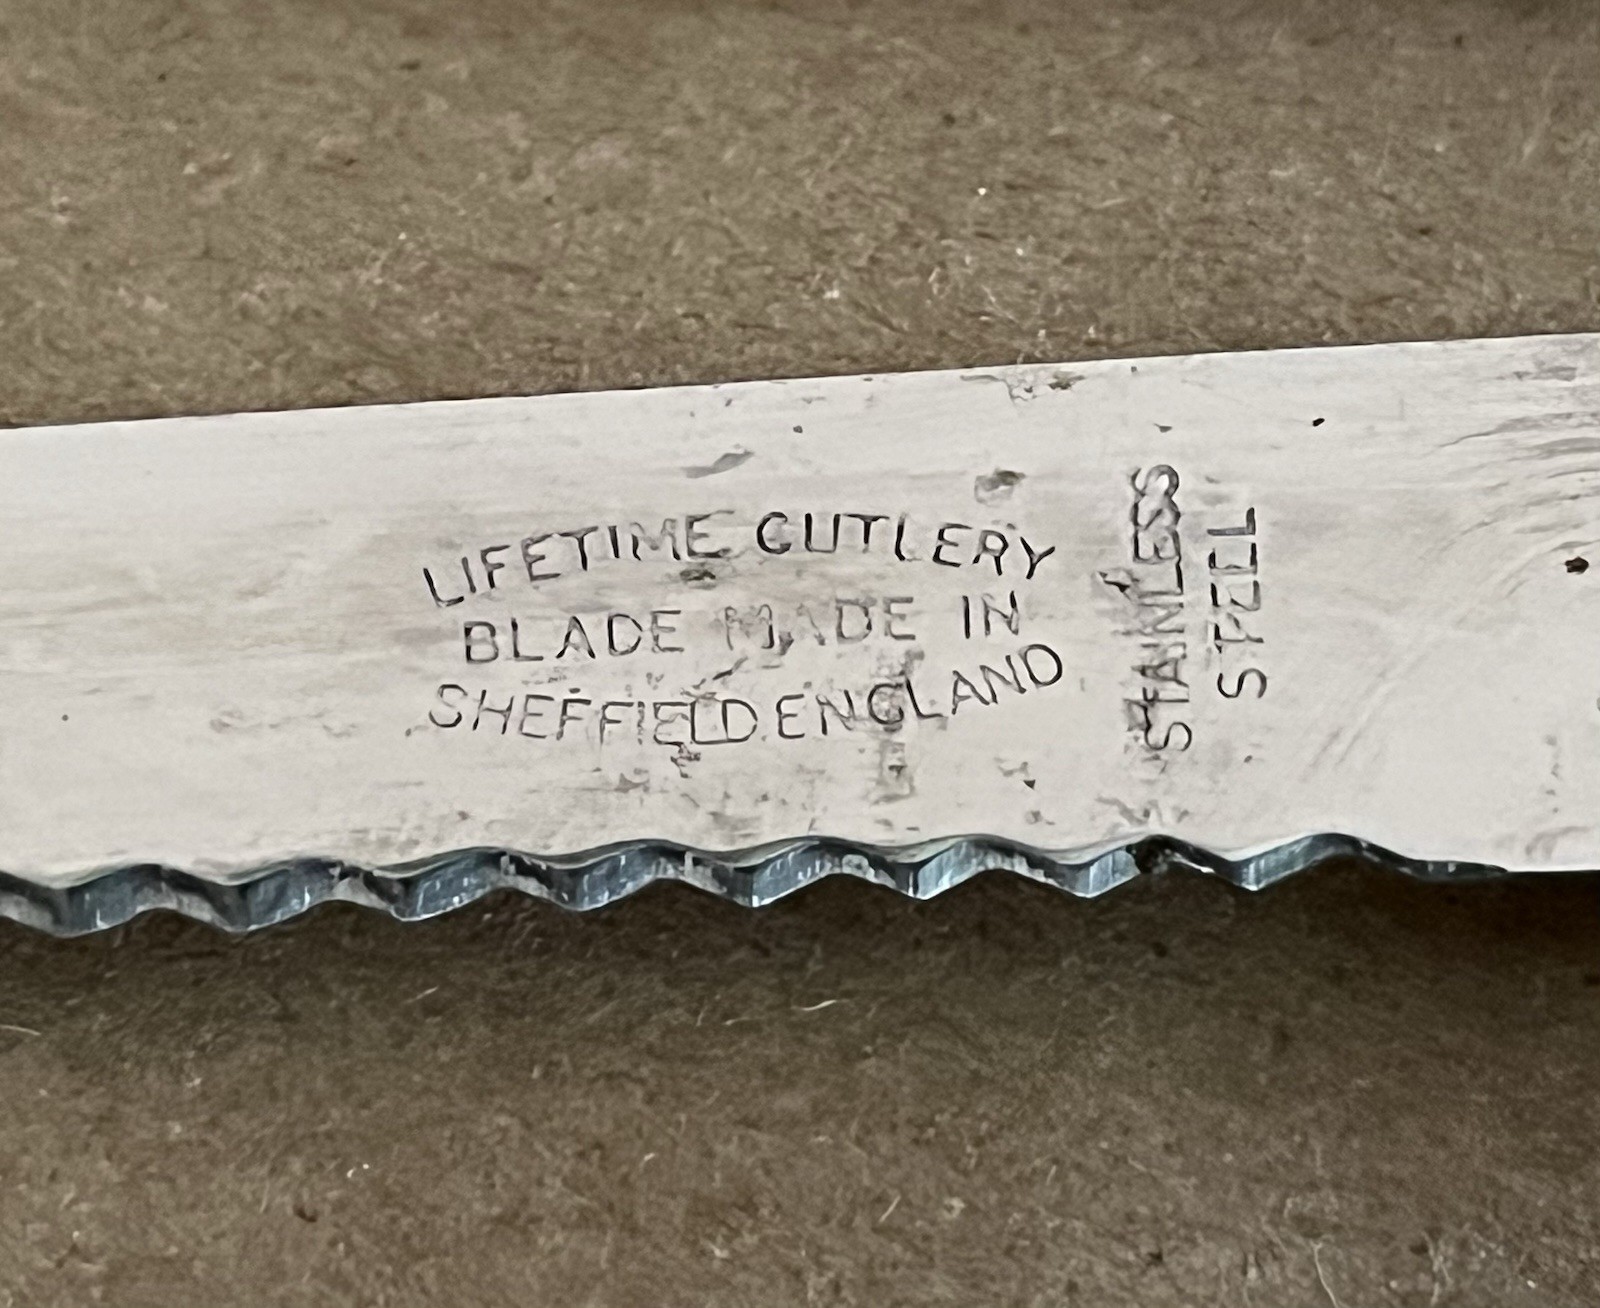 LIFETIME CUTLERY
BLADE MADE IN
SHEFFIELD.ENGLAND
STAINLESS
STEEL